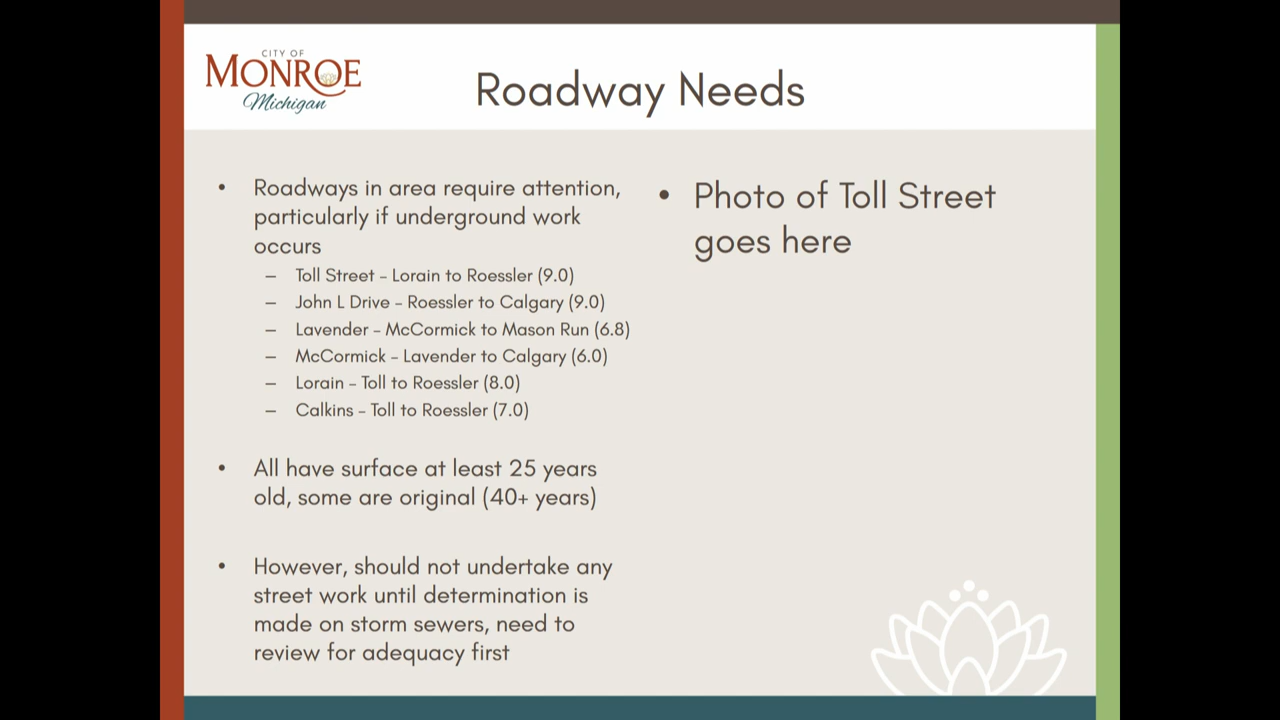 CITY OF
MONROE
Michigan
Roadway Needs
• Roadways in area require attention,
particularly if underground work
occurs
– Toll Street – Lorain to Roessler (9.0)
– John L Drive – Roessler to Calgary (9.0)
– Lavender – McCormick to Mason Run (6.8)
– McCormick – Lavender to Calgary (6.0)
– Lorain – Toll to Roessler (8.0)
– Calkins – Toll to Roessler (7.0)
• All have surface at least 25 years
old, some are original (40+ years)
• However, should not undertake any
street work until determination is
made on storm sewers, need to
review for adequacy first
• Photo of Toll Street
goes here